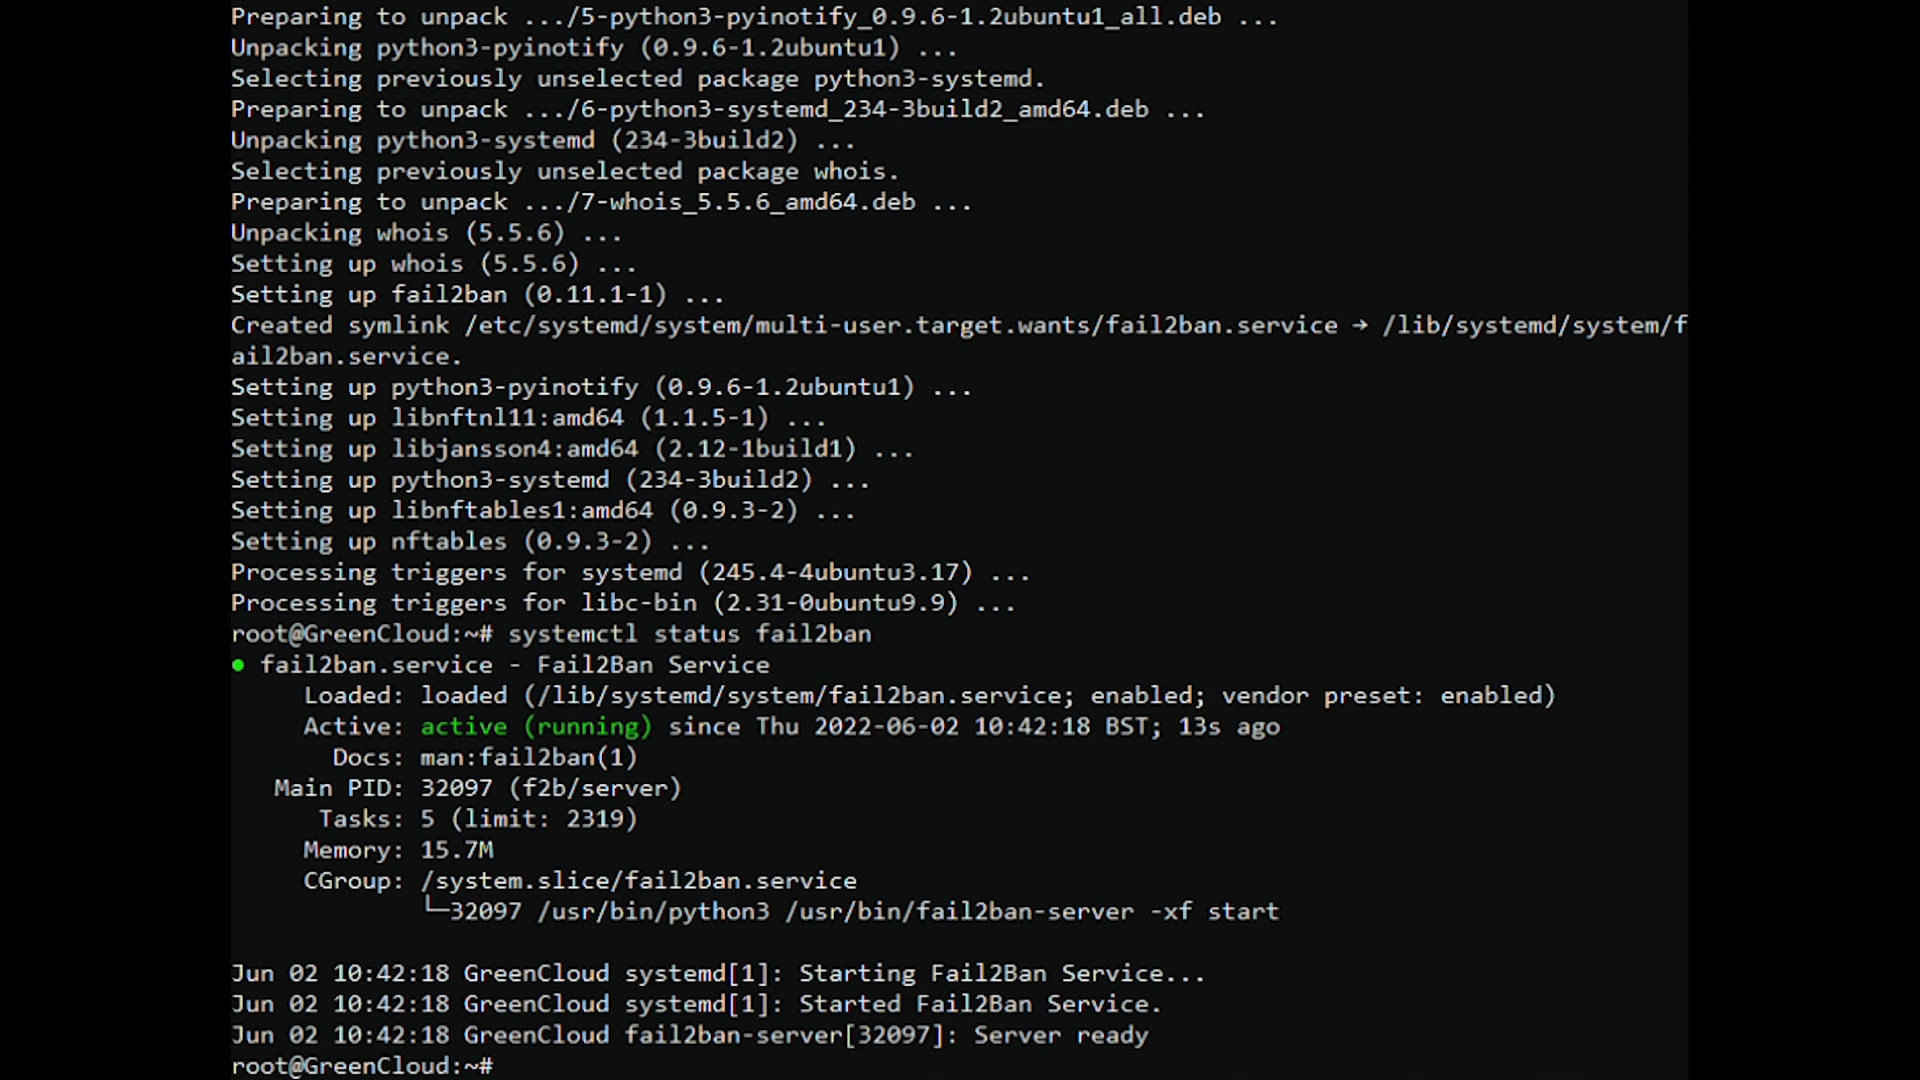 Preparing to unpack .../5-python3-pyinotify_0.9.6-1.2ubuntu1_all.deb ...
Unpacking python3-pyinotify (0.9.6-1.2ubuntu1) ...
Selecting previously unselected package python3-systemd.
Preparing to unpack .../6-python3-systemd_234-3build2_amd64.deb ...
Unpacking python3-systemd (234-3build2) ...
Selecting previously unselected package whois.
Preparing to unpack .../7-whois_5.5.6_amd64.deb ...
Unpacking whois (5.5.6) ...
Setting up whois (5.5.6) ...
Setting up fail2ban (0.11.1-1) ...
Created symlink /etc/systemd/system/multi-user.target.wants/fail2ban.service → /lib/systemd/system/f
ail2ban.service.
Setting up python3-pyinotify (0.9.6-1.2ubuntu1) ...
Setting up libnftnl11:amd64 (1.1.5-1) ...
Setting up libjansson4:amd64 (2.12-1build1) ...
Setting up python3-systemd (234-3build2) ...
Setting up libnftables1:amd64 (0.9.3-2) ...
Setting up nftables (0.9.3-2) ...
Processing triggers for systemd (245.4-4ubuntu3.17) ...
Processing triggers for libc-bin (2.31-0ubuntu9.9) ...
root@GreenCloud:~# systemctl status fail2ban
● fail2ban.service - Fail2Ban Service
     Loaded: loaded (/lib/systemd/system/fail2ban.service; enabled; vendor preset: enabled)
     Active: active (running) since Thu 2022-06-02 10:42:18 BST; 13s ago
       Docs: man:fail2ban(1)
   Main PID: 32097 (f2b/server)
      Tasks: 5 (limit: 2319)
     Memory: 15.7M
     CGroup: /system.slice/fail2ban.service
             └─32097 /usr/bin/python3 /usr/bin/fail2ban-server -xf start

Jun 02 10:42:18 GreenCloud systemd[1]: Starting Fail2Ban Service...
Jun 02 10:42:18 GreenCloud systemd[1]: Started Fail2Ban Service.
Jun 02 10:42:18 GreenCloud fail2ban-server[32097]: Server ready
root@GreenCloud:~#